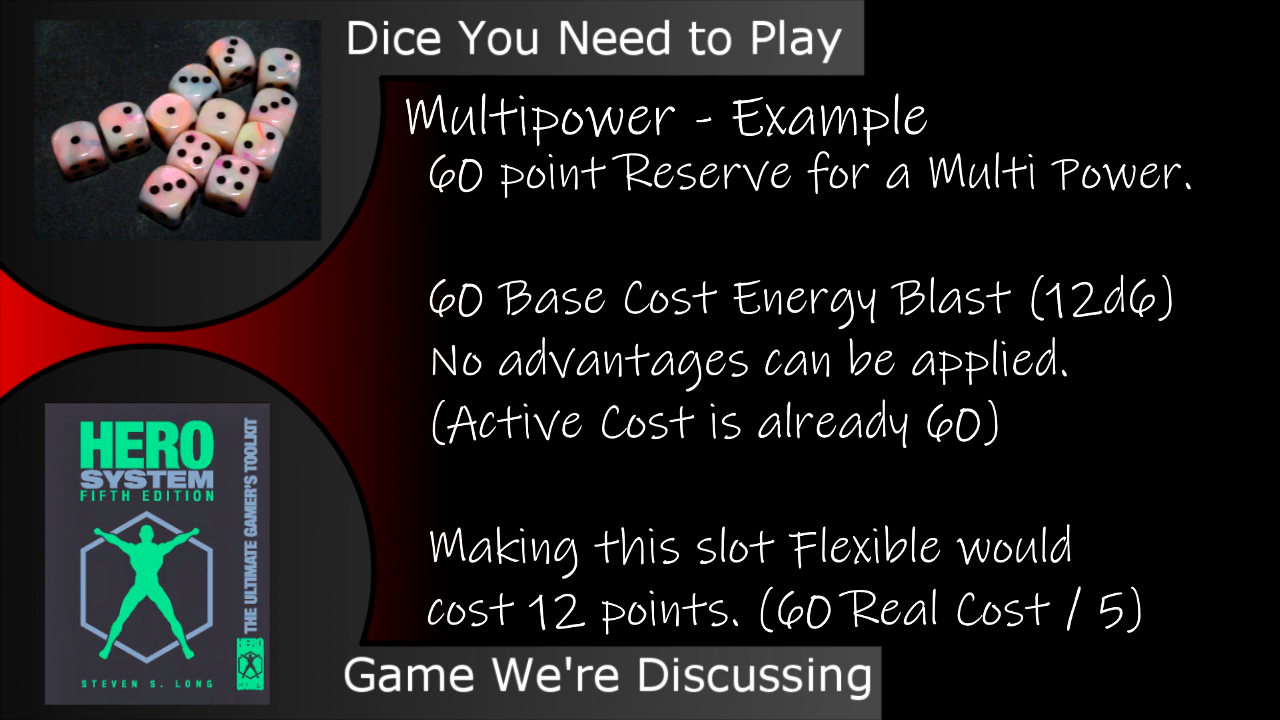 Dice You Need to Play
Multipower - Example
60 point Reserve for a Multi Power.
60 Base Cost Energy Blast (12d6)
No advantages can be applied.
(Active Cost is already 60)
Making this slot Flexible would
cost 12 points. (60 Real Cost / 5)
HERO
SYSTEM
FIFTH EDITION
THE ULTIMATE GAMER'S TOOLKIT
STEVEN S. LONG
Game We're Discussing